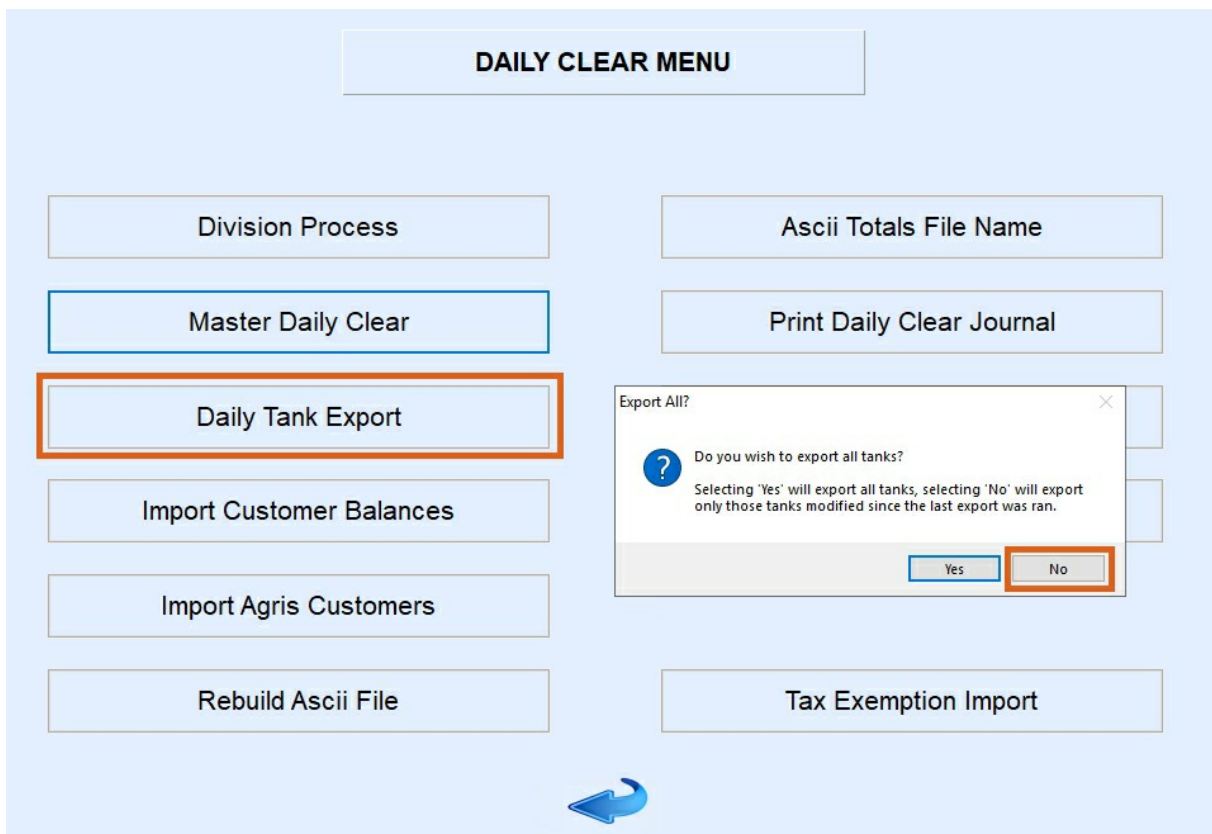 DAILY CLEAR MENU
Division Process
Ascii Totals File Name
Master Daily Clear
Print Daily Clear Journal
Daily Tank Export
Export All?
Do you wish to export all tanks?
Selecting 'Yes' will export all tanks, selecting 'No' will export
only those tanks modified since the last export was ran.
Yes
No
Import Customer Balances
Import Agris Customers
Rebuild Ascii File
Tax Exemption Import